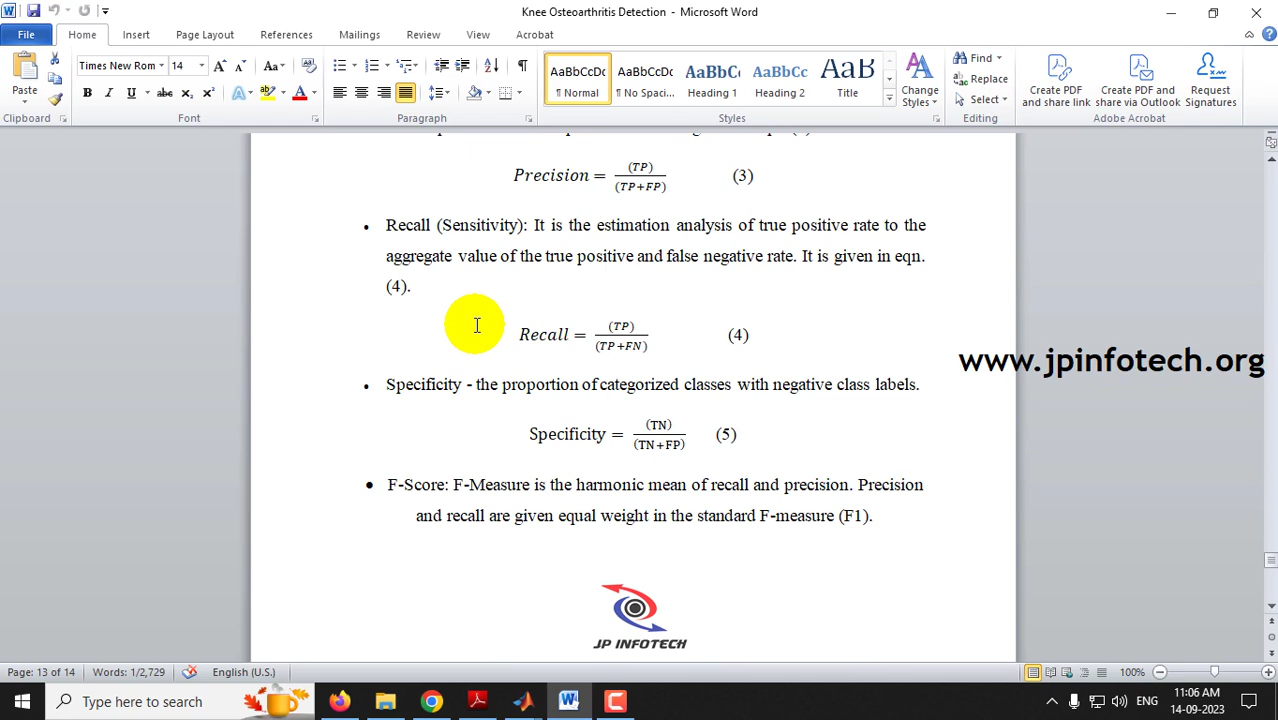 Knee Osteoarthritis Detection - Microsoft Word
File Home Insert Page Layout References Mailings Review View Acrobat
Times New Rom 14 Aa
AaBbCcDc AaBbCcDc AaBbC AaBbCc AaB
Paste
¶ Normal ¶ No Spaci... Heading 1 Heading 2 Title
Change Styles
Find
Replace
Select
Create PDF and share link
Create PDF and share via Outlook
Request Signatures
B I U abc X₂ X² A ab A
Clipboard Font Paragraph Styles Editing Adobe Acrobat
Precision = (TP) / (TP+FP) (3)
• Recall (Sensitivity): It is the estimation analysis of true positive rate to the
aggregate value of the true positive and false negative rate. It is given in eqn.
(4).
Recall = (TP) / (TP+FN) (4)
www.jpinfotech.org
• Specificity - the proportion of categorized classes with negative class labels.
Specificity = (TN) / (TN+FP) (5)
• F-Score: F-Measure is the harmonic mean of recall and precision. Precision
and recall are given equal weight in the standard F-measure (F1).
JP INFOTECH
Page: 13 of 14 Words: 1/2,729 English (U.S.) 100%
Type here to search
ENG
11:06 AM
14-09-2023